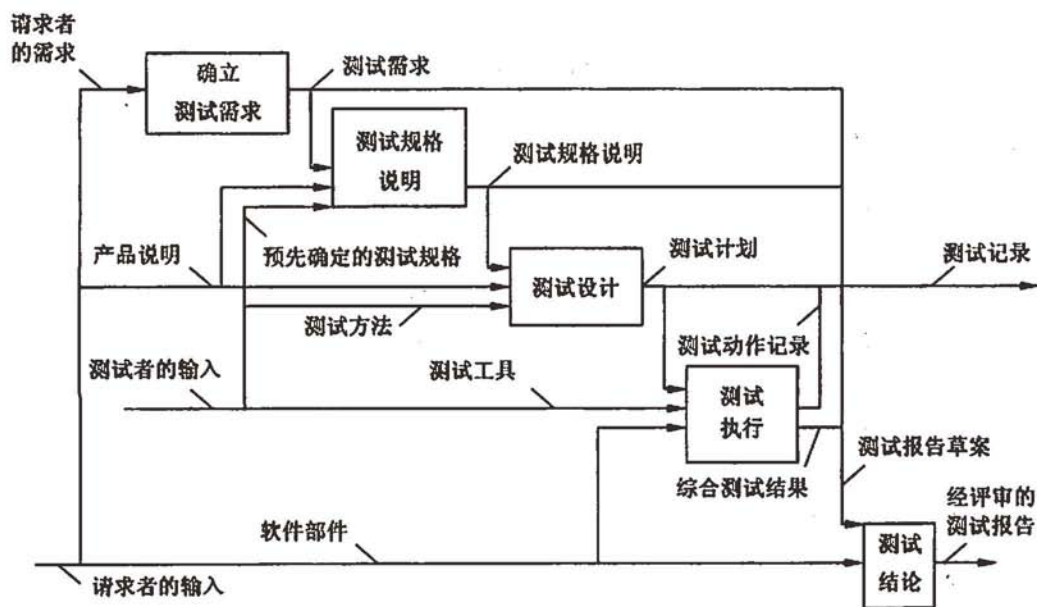 请求者
的需求
确立
测试需求
测试需求
测试规格
说明
测试规格说明
产品说明
预先确定的测试规格
测试设计
测试计划
测试记录
测试方法
测试动作记录
测试者的输入
测试工具
测试
执行
测试报告草案
综合测试结果
经评审的
测试报告
软件部件
测试
结论
请求者的输入